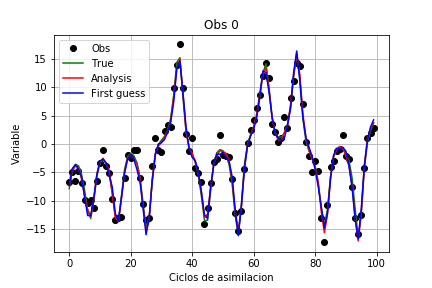 Obs 0
Obs
True
Analysis
First guess
Variable
15
10
5
0
−5
−10
−15
0
20
40
60
80
100
Ciclos de asimilacion